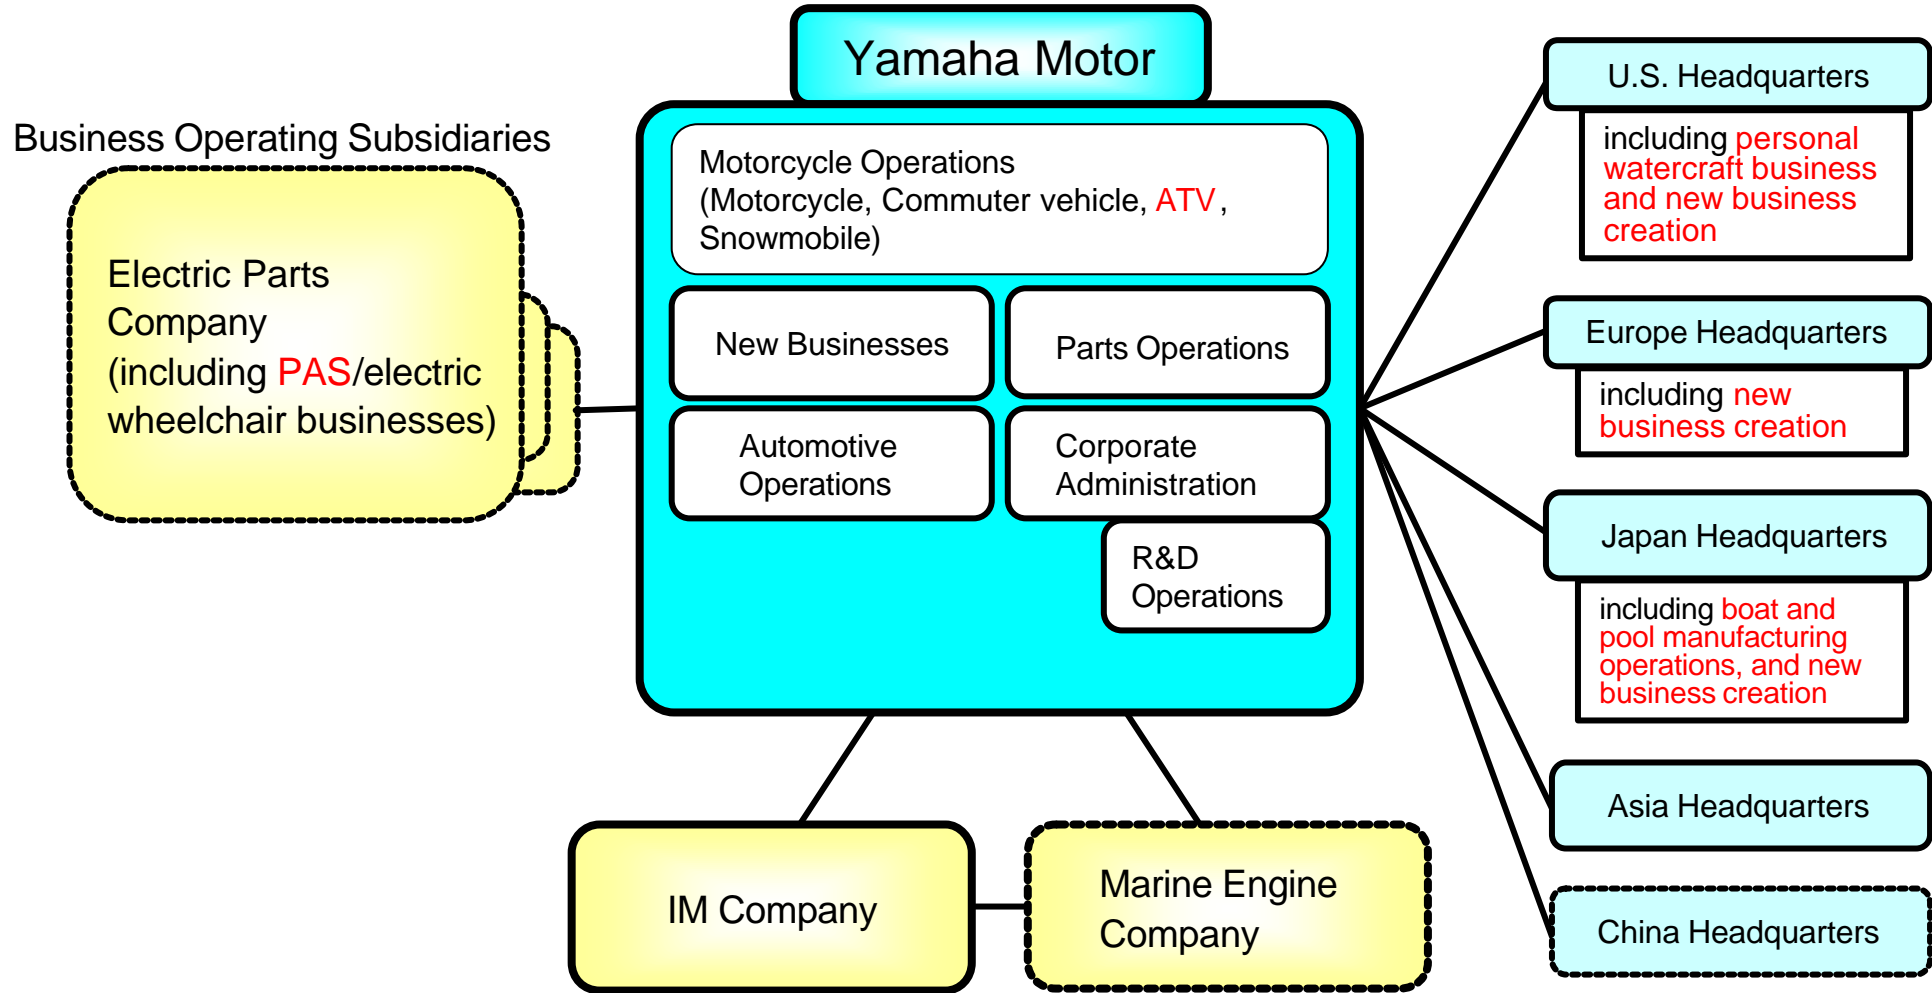 Yamaha Motor
Business Operating Subsidiaries
Electric Parts
Company
(including PAS/electric
wheelchair businesses)
Motorcycle Operations
(Motorcycle, Commuter vehicle, ATV,
Snowmobile)
New Businesses
Parts Operations
Automotive
Operations
Corporate
Administration
R&D
Operations
IM Company
Marine Engine
Company
U.S. Headquarters
including personal
watercraft business
and new business
creation
Europe Headquarters
including new
business creation
Japan Headquarters
including boat and
pool manufacturing
operations, and new
business creation
Asia Headquarters
China Headquarters